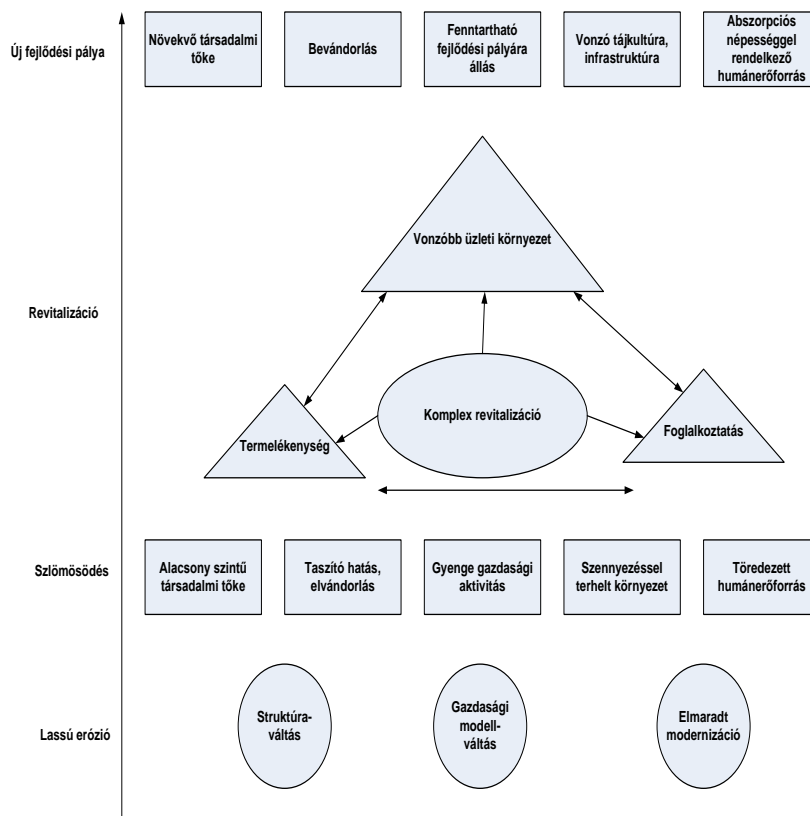 Új fejlődési pálya
Növekvő társadalmi
tőke
Bevándorlás
Fenntartható
fejlődési pályára
állás
Vonzó tájkultúra,
infrastruktúra
Abszorpciós
népességgel
rendelkező
humánerőforrás
Revitalizáció
Vonzóbb üzleti környezet
Termelékenység
Komplex revitalizáció
Foglalkoztatás
Szlömösödés
Alacsony szintű
társadalmi tőke
Taszító hatás,
elvándorlás
Gyenge gazdasági
aktivitás
Szennyezéssel
terhelt környezet
Töredezett
humánerőforrás
Lassú erózió
Struktúra-
váltás
Gazdasági
modell-
váltás
Elmaradt
modernizáció